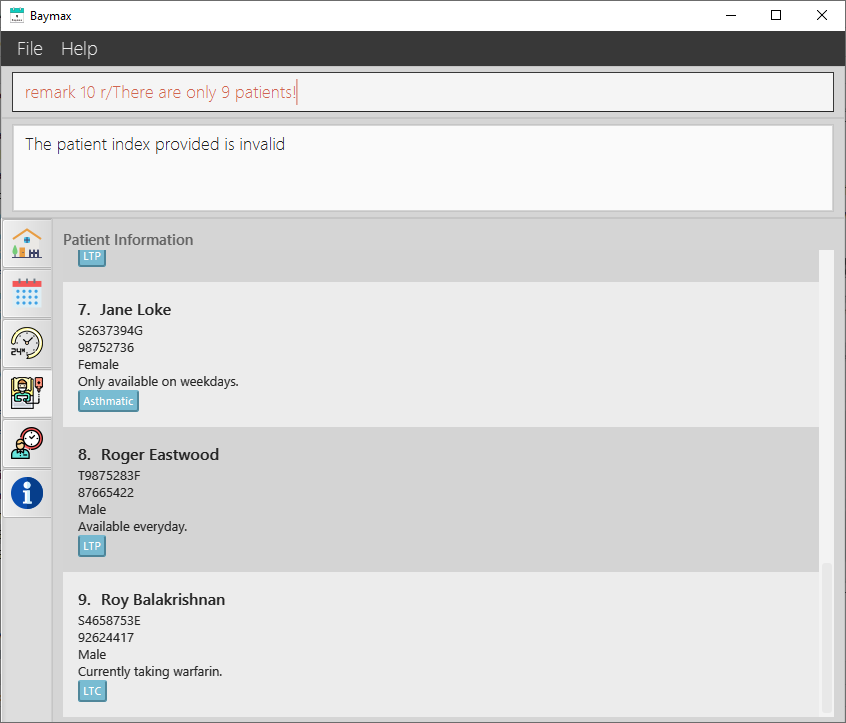 Baymax
File Help
remark 10 r/There are only 9 patients!
The patient index provided is invalid
Patient Information
LTP
7. Jane Loke
S2637394G
98752736
Female
Only available on weekdays.
Asthmatic
8. Roger Eastwood
T9875283F
87665422
Male
Available everyday.
LTP
9. Roy Balakrishnan
S4658753E
92624417
Male
Currently taking warfarin.
LTC
24H